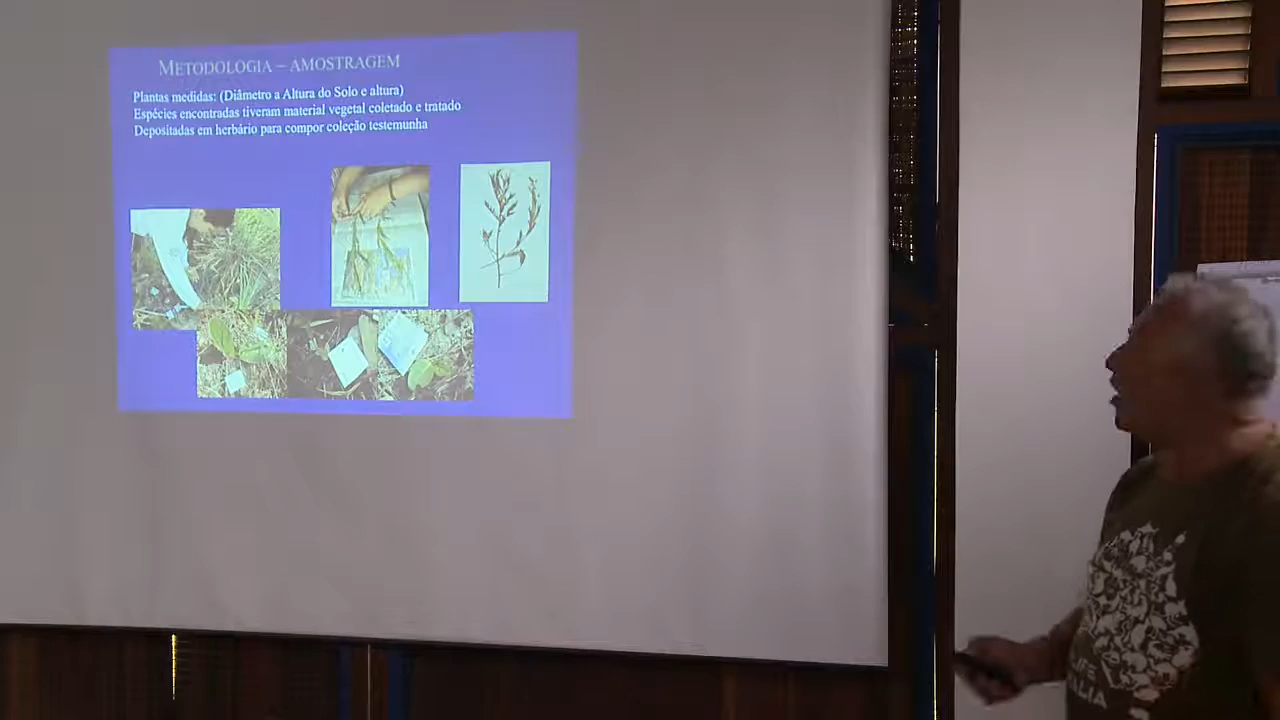 METODOLOGIA – AMOSTRAGEM
Plantas medidas: (Diâmetro a Altura do Solo e altura)
Espécies encontradas tiveram material vegetal coletado e tratado
Depositadas em herbário para compor coleção testemunha